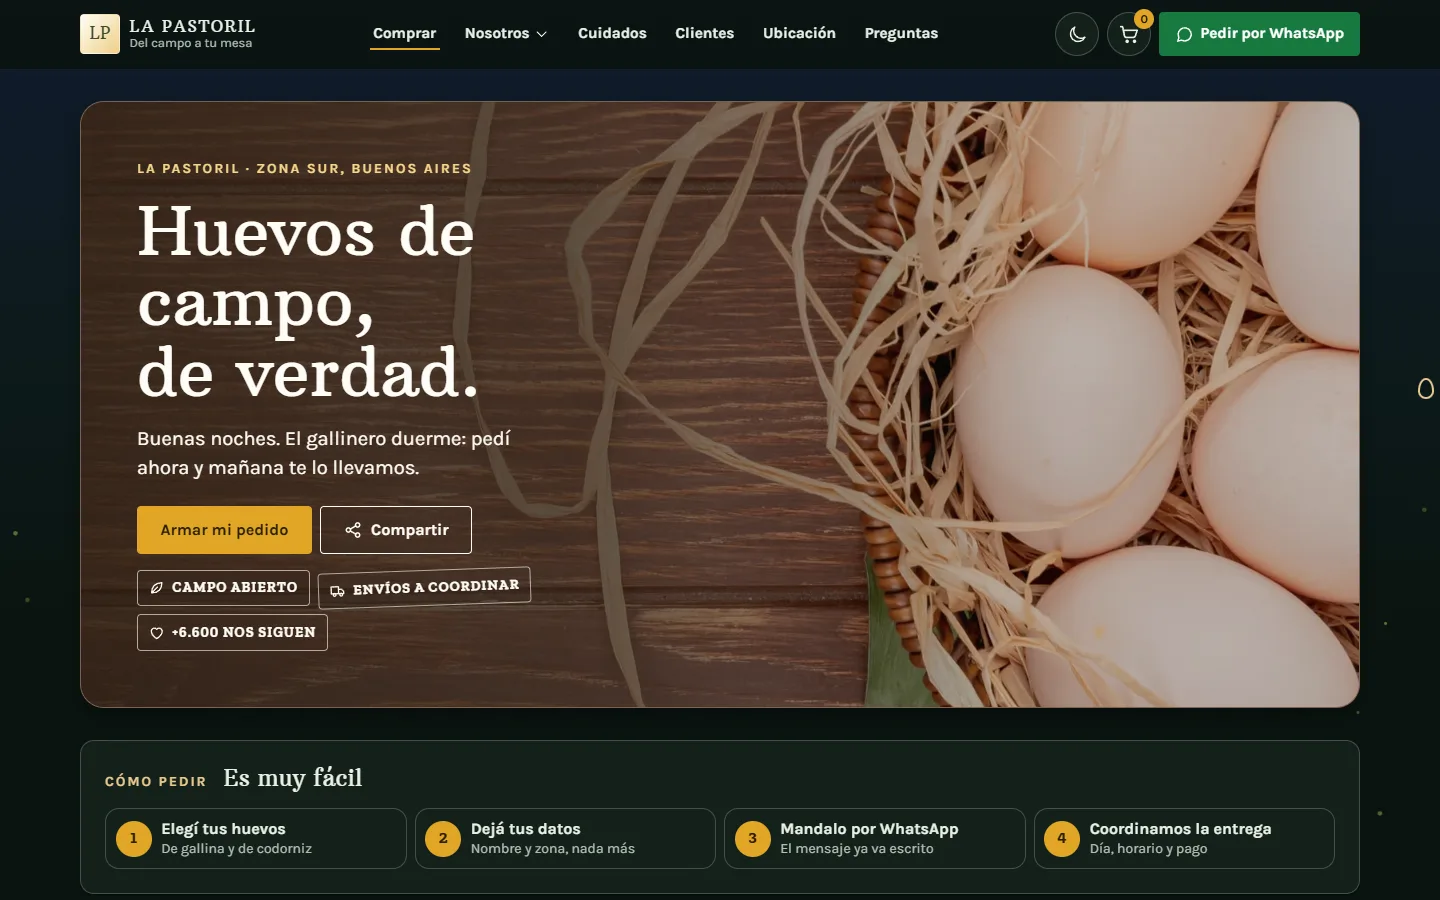 LP
LA PASTORIL
Del campo a tu mesa
Comprar
Nosotros
Cuidados
Clientes
Ubicación
Preguntas
0
Pedir por WhatsApp
LA PASTORIL · ZONA SUR, BUENOS AIRES
Huevos de
campo,
de verdad.
Buenas noches. El gallinero duerme: pedí
ahora y mañana te lo llevamos.
Armar mi pedido
Compartir
CAMPO ABIERTO
ENVÍOS A COORDINAR
+6.600 NOS SIGUEN
CÓMO PEDIR
Es muy fácil
1
Elegí tus huevos
De gallina y de codorniz
2
Dejá tus datos
Nombre y zona, nada más
3
Mandalo por WhatsApp
El mensaje ya va escrito
4
Coordinamos la entrega
Día, horario y pago